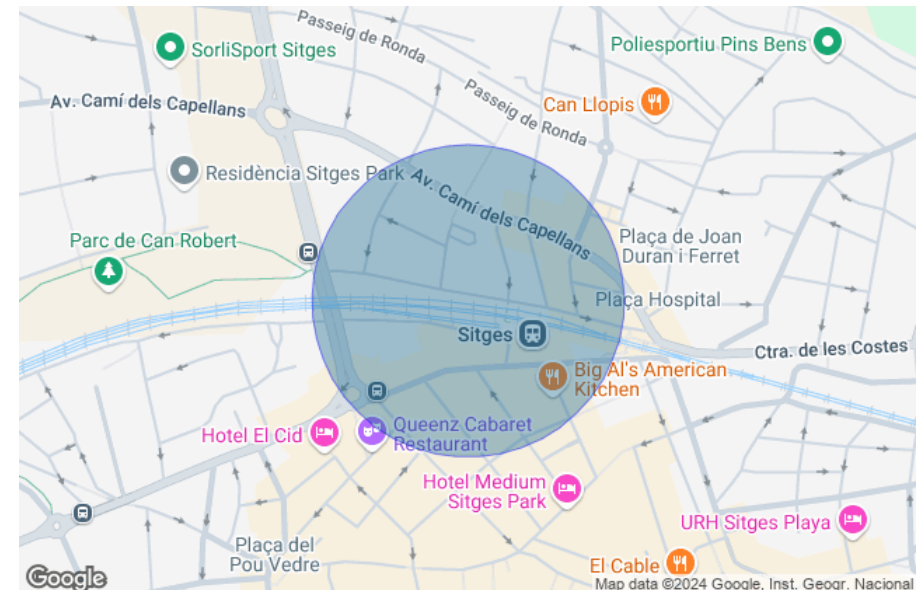 Passeig de Ronda
SorliSport Sitges
Poliesportiu Pins Bens
Can Llopis
Passeig de Ronda
Av. Camí dels Capellans
Residència Sitges Park
Av. Camí dels Capellans
Parc de Can Robert
Plaça de Joan
Duran i Ferret
Plaça Hospital
Sitges
Ctra. de les Costes
Big Al's American
Kitchen
Hotel El Cid
Queenz Cabaret
Restaurant
Hotel Medium
Sitges Park
URH Sitges Playa
Plaça del
Pou Vedre
El Cable
Google
Map data ©2024 Google, Inst. Geogr. Nacional